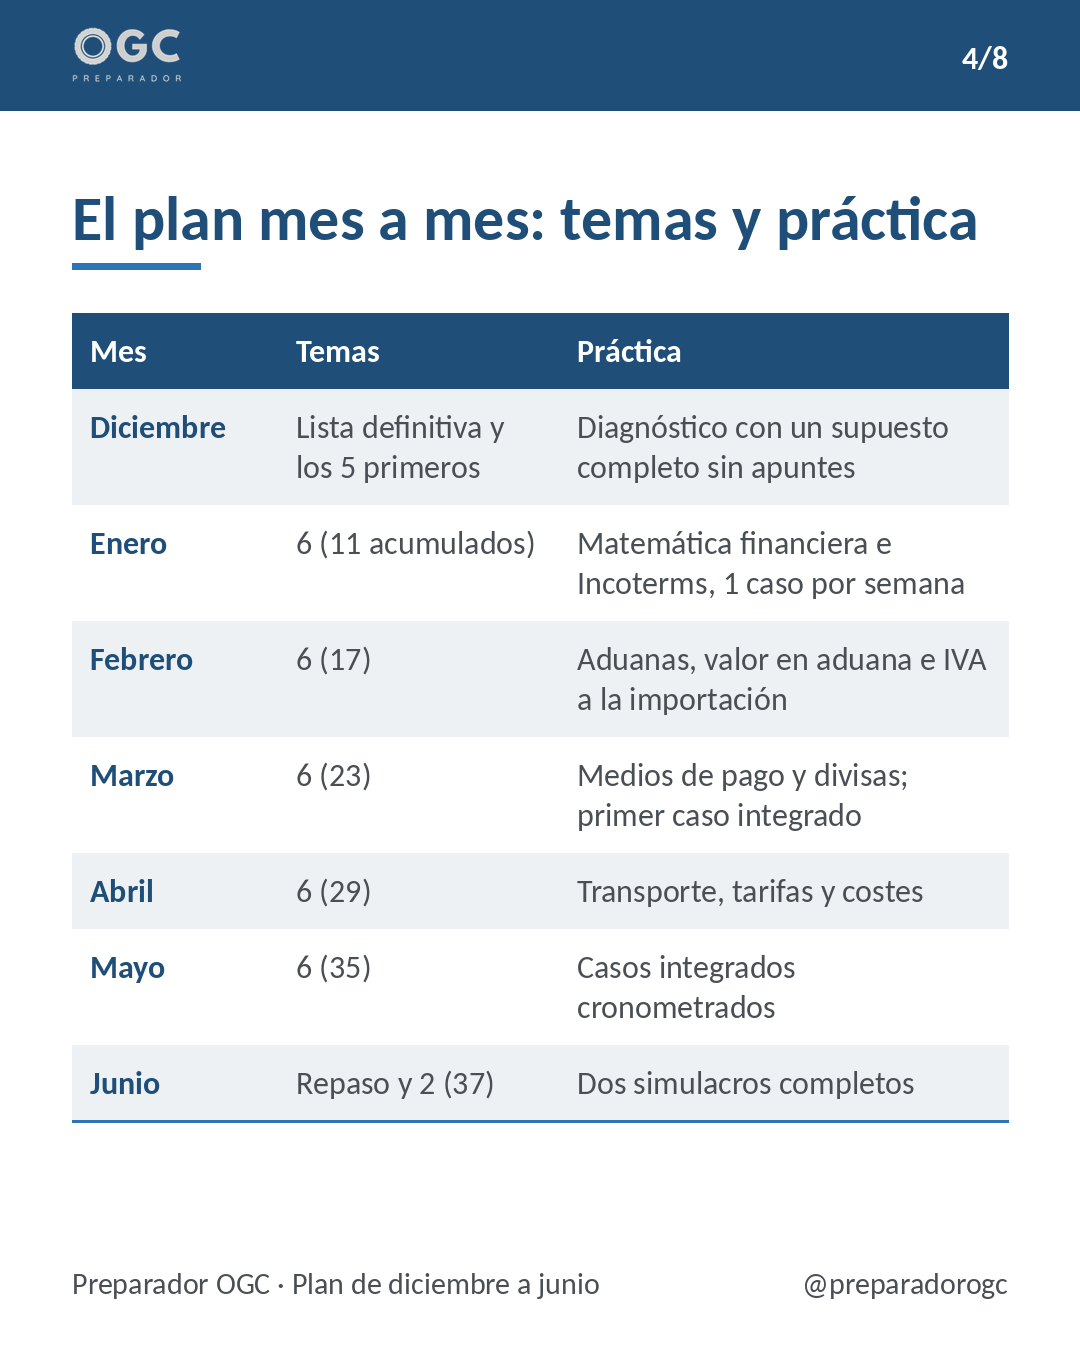 OGC
PREPARADOR
4/8
El plan mes a mes: temas y práctica
Mes Temas Práctica
Diciembre Lista definitiva y Diagnóstico con un supuesto
los 5 primeros completo sin apuntes
Enero 6 (11 acumulados) Matemática financiera e
Incoterms, 1 caso por semana
Febrero 6 (17) Aduanas, valor en aduana e IVA
a la importación
Marzo 6 (23) Medios de pago y divisas;
primer caso integrado
Abril 6 (29) Transporte, tarifas y costes
Mayo 6 (35) Casos integrados
cronometrados
Junio Repaso y 2 (37) Dos simulacros completos
Preparador OGC · Plan de diciembre a junio @preparadorogc